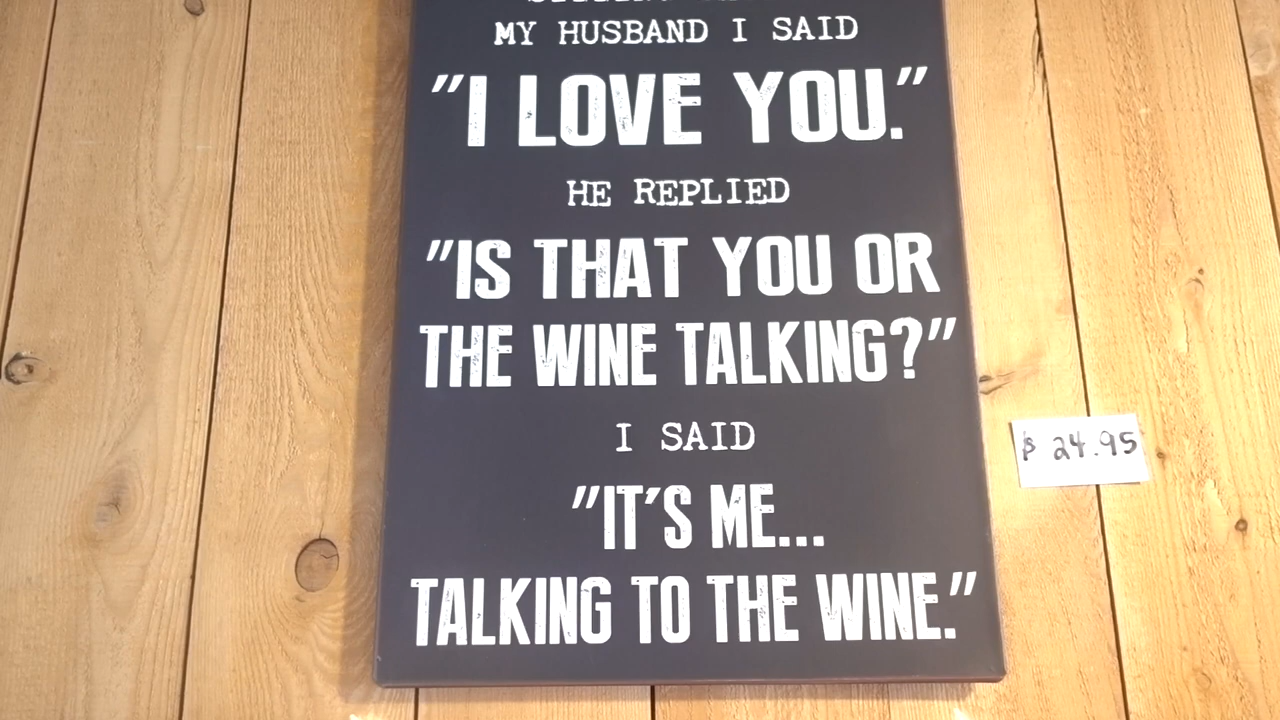 MY HUSBAND I SAID
"I LOVE YOU."
HE REPLIED
"IS THAT YOU OR
THE WINE TALKING?"
I SAID
"IT'S ME...
TALKING TO THE WINE."
$ 24.95